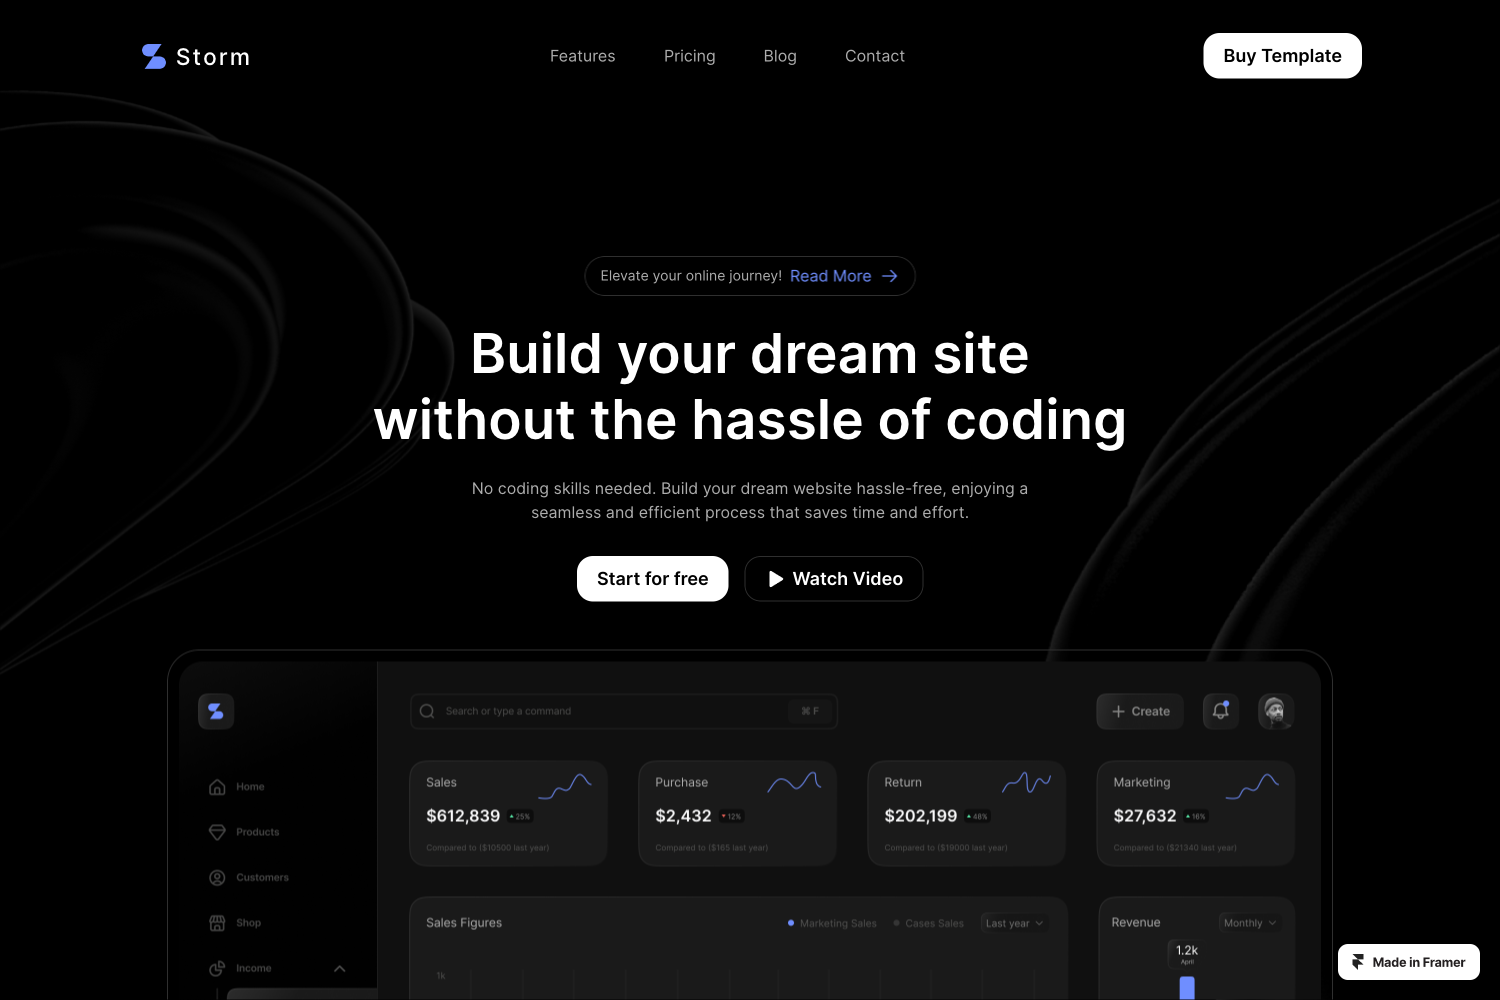 Storm
Features
Pricing
Blog
Contact
Buy Template
Elevate your online journey! Read More
Build your dream site
without the hassle of coding
No coding skills needed. Build your dream website hassle-free, enjoying a
seamless and efficient process that saves time and effort.
Start for free
Watch Video
Search or type a command
⌘ F
Create
Home
Products
Customers
Shop
Income
Sales
$612,839
25%
Compared to ($10500 last year)
Purchase
$2,432
12%
Compared to ($165 last year)
Return
$202,199
48%
Compared to ($19000 last year)
Marketing
$27,632
16%
Compared to ($21340 last year)
Sales Figures
Marketing Sales
Cases Sales
Last year
1k
Revenue
Monthly
1.2k
April
Made in Framer